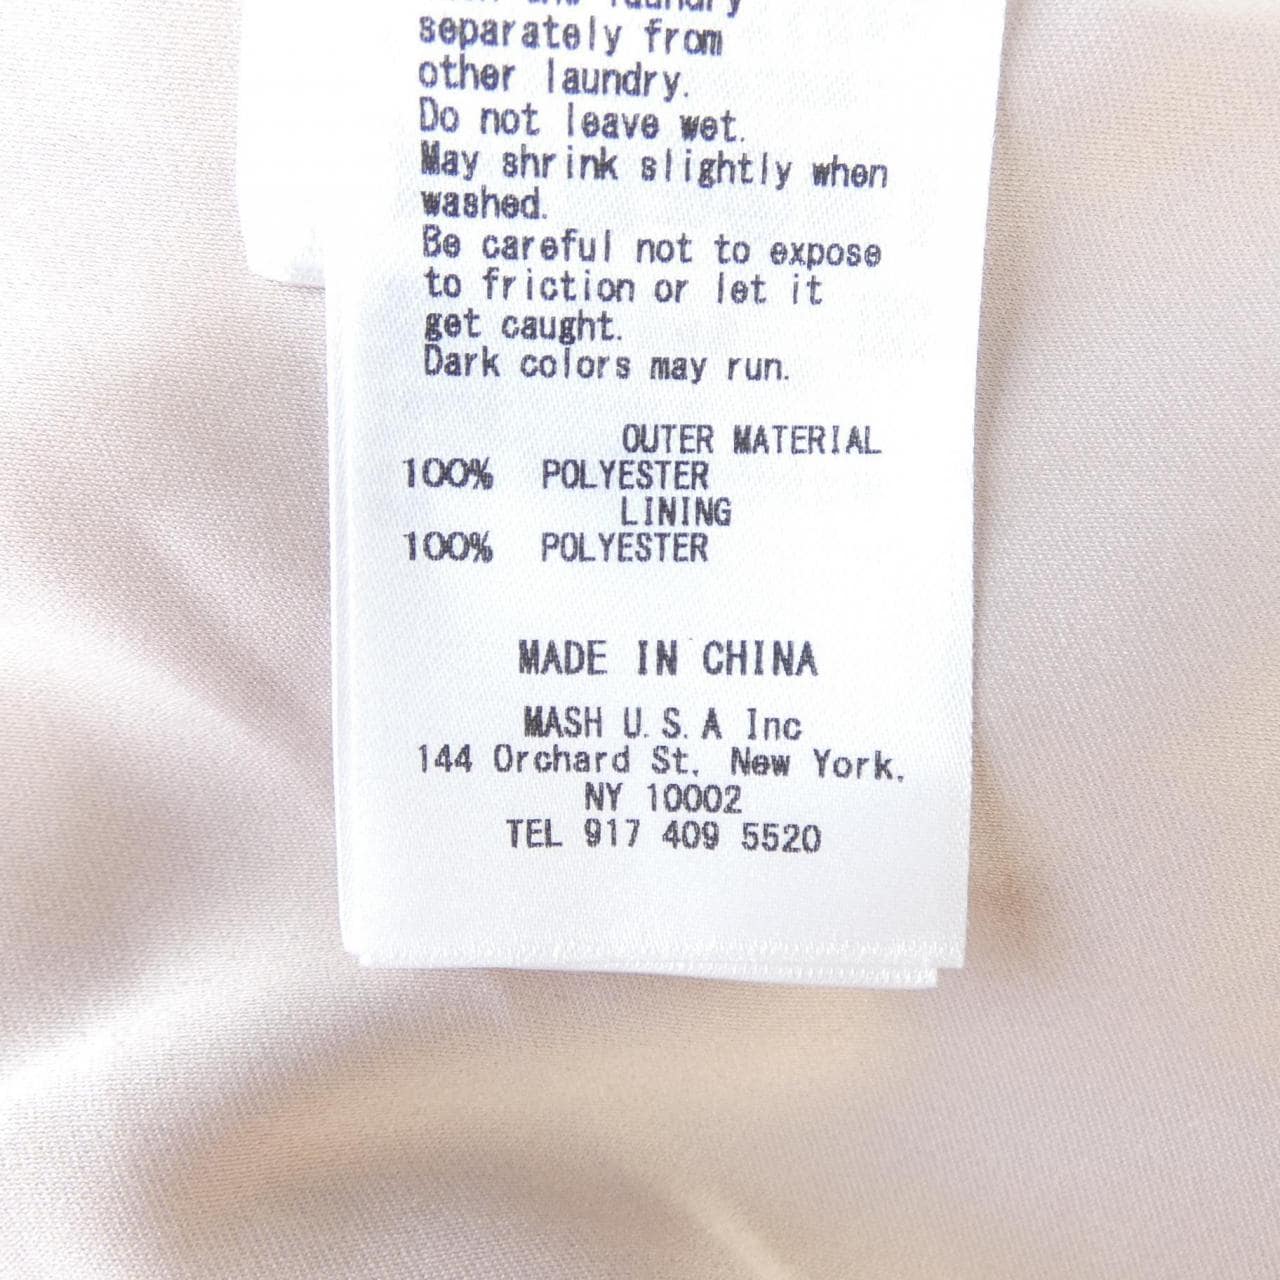 laundry
separately from
other laundry.
Do not leave wet.
May shrink slightly when
washed.
Be careful not to expose
to friction or let it
get caught.
Dark colors may run.
OUTER MATERIAL
100% POLYESTER
LINING
100% POLYESTER
MADE IN CHINA
MASH U.S.A Inc
144 Orchard St, New York,
NY 10002
TEL 917 409 5520